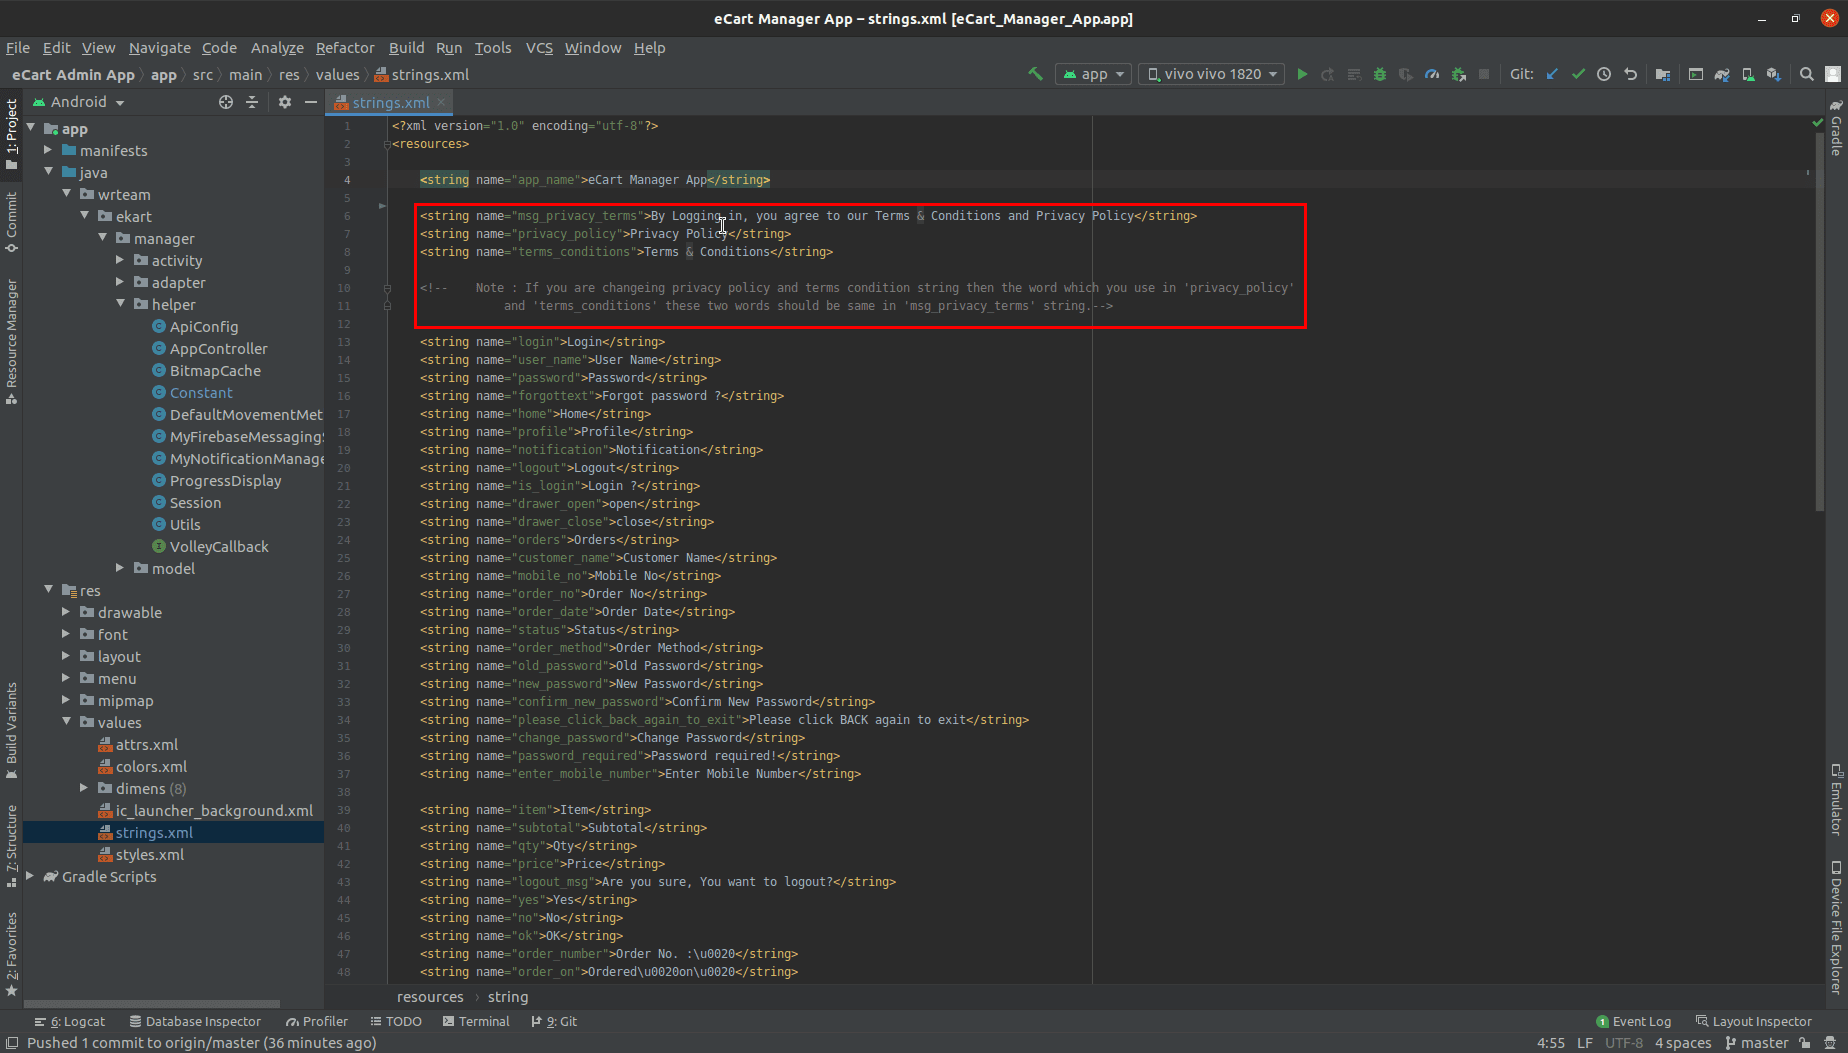 eCart Manager App – strings.xml [eCart_Manager_App.app]
File Edit View Navigate Code Analyze Refactor Build Run Tools VCS Window Help
eCart Admin App app src main res values strings.xml
app vivo vivo 1820 Git:
Android
strings.xml
1: Project
Commit
Resource Manager
Build Variants
7: Structure
2: Favorites
app
manifests
java
wrteam
ekart
manager
activity
adapter
helper
ApiConfig
AppController
BitmapCache
Constant
DefaultMovementMet
MyFirebaseMessaging
MyNotificationManage
ProgressDisplay
Session
Utils
VolleyCallback
model
res
drawable
font
layout
menu
mipmap
values
attrs.xml
colors.xml
dimens (8)
ic_launcher_background.xml
strings.xml
styles.xml
Gradle Scripts
1 <?xml version="1.0" encoding="utf-8"?>
2 <resources>
3
4 <string name="app_name">eCart Manager App</string>
5
6 <string name="msg_privacy_terms">By Logging in, you agree to our Terms & Conditions and Privacy Policy</string>
7 <string name="privacy_policy">Privacy Policy</string>
8 <string name="terms_conditions">Terms & Conditions</string>
9
10 <!-- Note : If you are changeing privacy policy and terms condition string then the word which you use in 'privacy_policy'
11 and 'terms_conditions' these two words should be same in 'msg_privacy_terms' string.-->
12
13 <string name="login">Login</string>
14 <string name="user_name">User Name</string>
15 <string name="password">Password</string>
16 <string name="forgottext">Forgot password ?</string>
17 <string name="home">Home</string>
18 <string name="profile">Profile</string>
19 <string name="notification">Notification</string>
20 <string name="logout">Logout</string>
21 <string name="is_login">Login ?</string>
22 <string name="drawer_open">open</string>
23 <string name="drawer_close">close</string>
24 <string name="orders">Orders</string>
25 <string name="customer_name">Customer Name</string>
26 <string name="mobile_no">Mobile No</string>
27 <string name="order_no">Order No</string>
28 <string name="order_date">Order Date</string>
29 <string name="status">Status</string>
30 <string name="order_method">Order Method</string>
31 <string name="old_password">Old Password</string>
32 <string name="new_password">New Password</string>
33 <string name="confirm_new_password">Confirm New Password</string>
34 <string name="please_click_back_again_to_exit">Please click BACK again to exit</string>
35 <string name="change_password">Change Password</string>
36 <string name="password_required">Password required!</string>
37 <string name="enter_mobile_number">Enter Mobile Number</string>
38
39 <string name="item">Item</string>
40 <string name="subtotal">Subtotal</string>
41 <string name="qty">Qty</string>
42 <string name="price">Price</string>
43 <string name="logout_msg">Are you sure, You want to logout?</string>
44 <string name="yes">Yes</string>
45 <string name="no">No</string>
46 <string name="ok">OK</string>
47 <string name="order_number">Order No. :\u0020</string>
48 <string name="order_on">Ordered\u0020on\u0020</string>
resources string
Gradle
Emulator
Device File Explorer
6: Logcat Database Inspector Profiler TODO Terminal 9: Git 1 Event Log Layout Inspector
Pushed 1 commit to origin/master (36 minutes ago) 4:55 LF UTF-8 4 spaces master